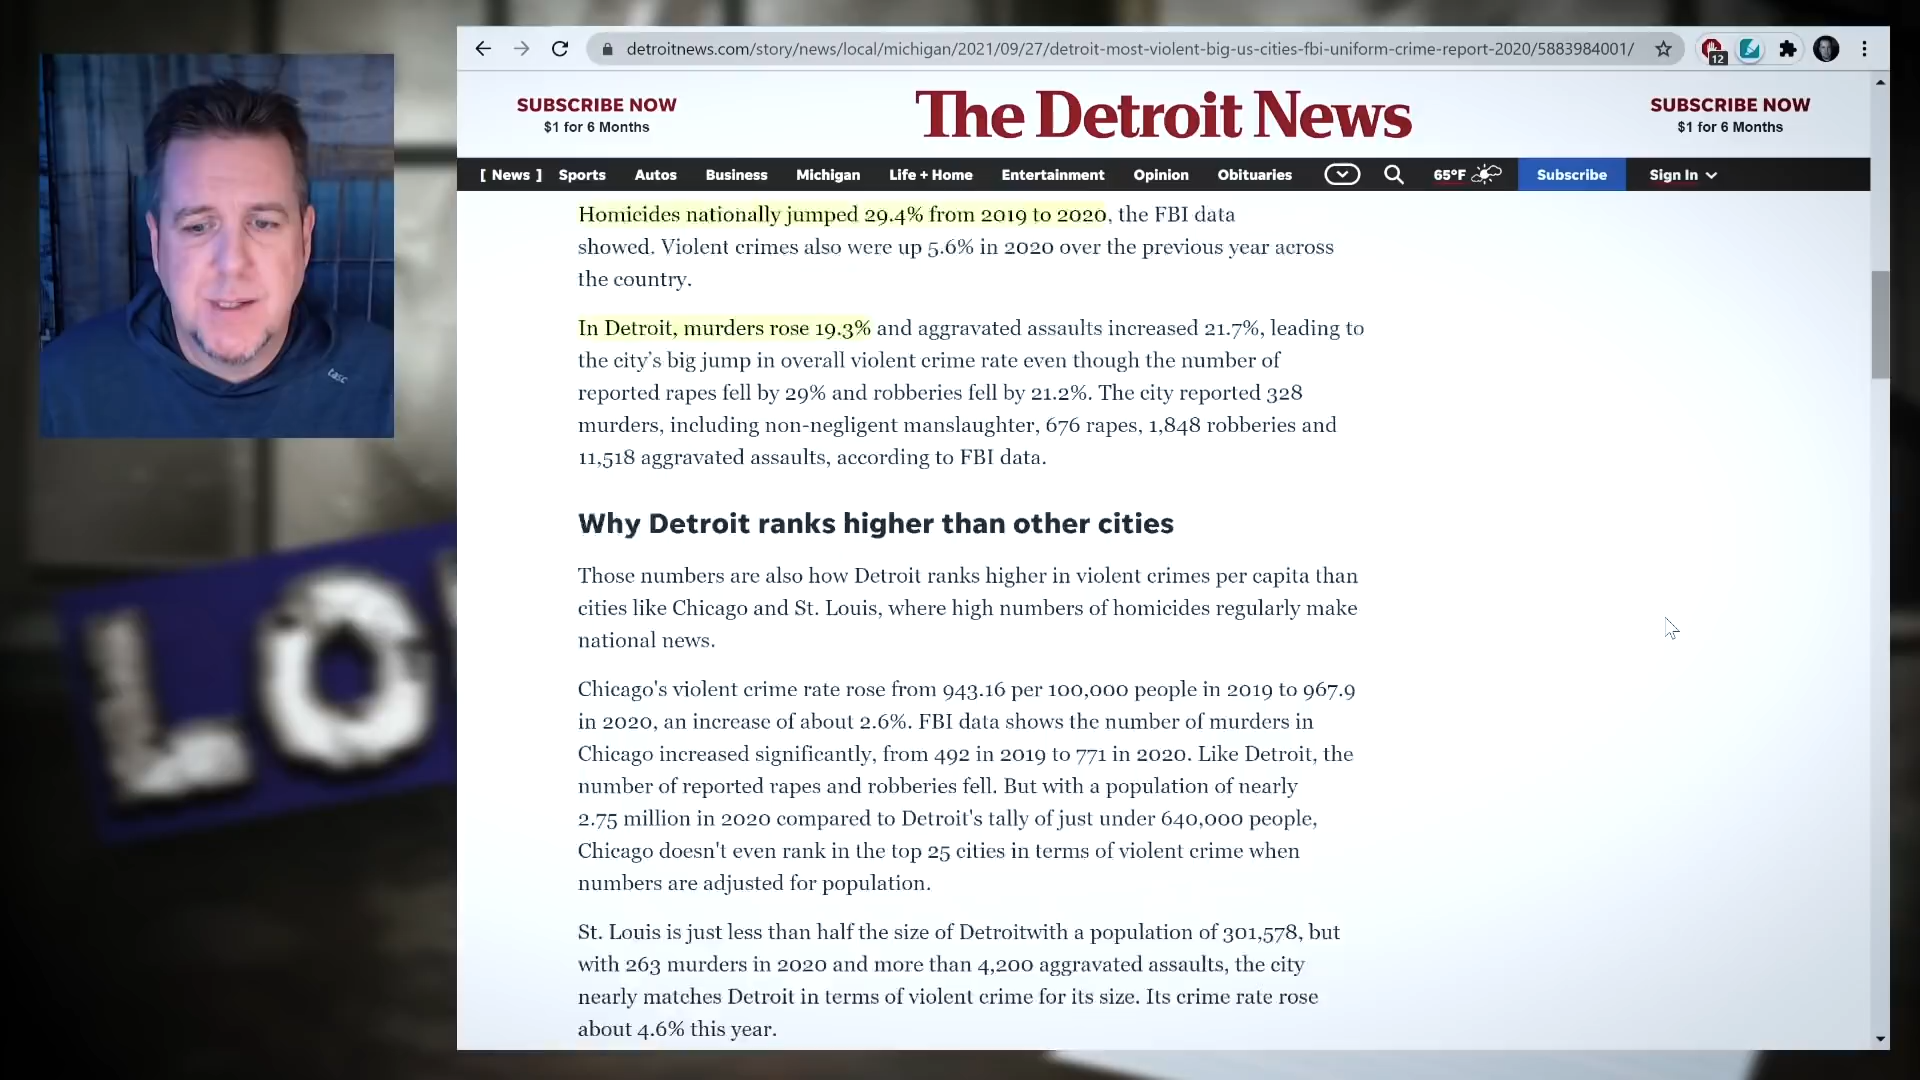 detroitnews.com/story/news/local/michigan/2021/09/27/detroit-most-violent-big-us-cities-fbi-uniform-crime-report-2020/5883984001/
12
SUBSCRIBE NOW
$1 for 6 Months
The Detroit News
SUBSCRIBE NOW
$1 for 6 Months
[ News ] Sports Autos Business Michigan Life + Home Entertainment Opinion Obituaries 65°F Subscribe Sign In
Homicides nationally jumped 29.4% from 2019 to 2020, the FBI data
showed. Violent crimes also were up 5.6% in 2020 over the previous year across
the country.
In Detroit, murders rose 19.3% and aggravated assaults increased 21.7%, leading to
the city’s big jump in overall violent crime rate even though the number of
reported rapes fell by 29% and robberies fell by 21.2%. The city reported 328
murders, including non-negligent manslaughter, 676 rapes, 1,848 robberies and
11,518 aggravated assaults, according to FBI data.
Why Detroit ranks higher than other cities
Those numbers are also how Detroit ranks higher in violent crimes per capita than
cities like Chicago and St. Louis, where high numbers of homicides regularly make
national news.
Chicago's violent crime rate rose from 943.16 per 100,000 people in 2019 to 967.9
in 2020, an increase of about 2.6%. FBI data shows the number of murders in
Chicago increased significantly, from 492 in 2019 to 771 in 2020. Like Detroit, the
number of reported rapes and robberies fell. But with a population of nearly
2.75 million in 2020 compared to Detroit's tally of just under 640,000 people,
Chicago doesn't even rank in the top 25 cities in terms of violent crime when
numbers are adjusted for population.
St. Louis is just less than half the size of Detroitwith a population of 301,578, but
with 263 murders in 2020 and more than 4,200 aggravated assaults, the city
nearly matches Detroit in terms of violent crime for its size. Its crime rate rose
about 4.6% this year.
tasc
LO